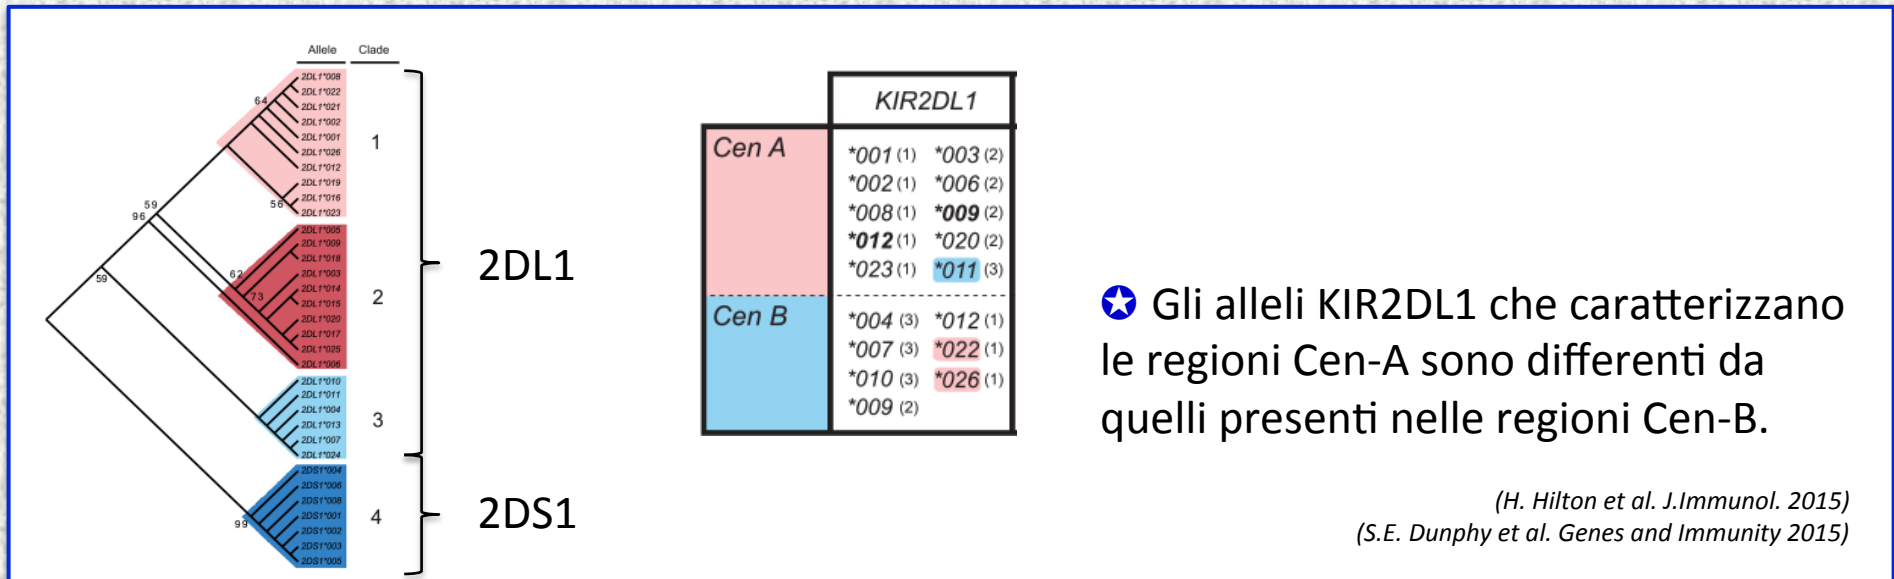 Allele Clade
2DL1*008
2DL1*022
64
2DL1*021
2DL1*002
2DL1*001
1
2DL1*026
2DL1*012
2DL1*019
2DL1*016
56
2DL1*023
59
96
2DL1*005
2DL1*009
2DL1*018
62
2DL1*003
2DL1*014
73
2
2DL1*015
2DL1*020
2DL1*017
2DL1*025
2DL1*006
59
2DL1*010
2DL1*011
2DL1*004
3
2DL1*013
2DL1*007
2DL1*024
2DS1*004
2DS1*006
2DS1*008
2DS1*001
4
99
2DS1*002
2DS1*003
2DS1*005
2DL1
2DS1
KIR2DL1
Cen A
*001 (1) *003 (2)
*002 (1) *006 (2)
*008 (1) *009 (2)
*012 (1) *020 (2)
*023 (1) *011 (3)
Cen B
*004 (3) *012 (1)
*007 (3) *022 (1)
*010 (3) *026 (1)
*009 (2)
✪ Gli alleli KIR2DL1 che caratterizzano
le regioni Cen-A sono differenti da
quelli presenti nelle regioni Cen-B.
(H. Hilton et al. J.Immunol. 2015)
(S.E. Dunphy et al. Genes and Immunity 2015)